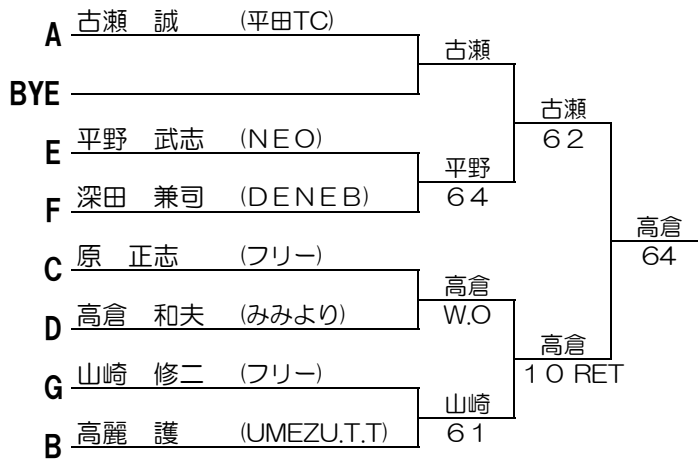 A 古瀬　誠　(平田TC)
古瀬
BYE
古瀬
62
E 平野　武志　(NEO)
平野
64
F 深田　兼司　(DENEB)
高倉
64
C 原　正志　(フリー)
高倉
W.O
D 高倉　和夫　(みみより)
高倉
10 RET
G 山崎　修二　(フリー)
山崎
61
B 高麗　護　(UMEZU.T.T)